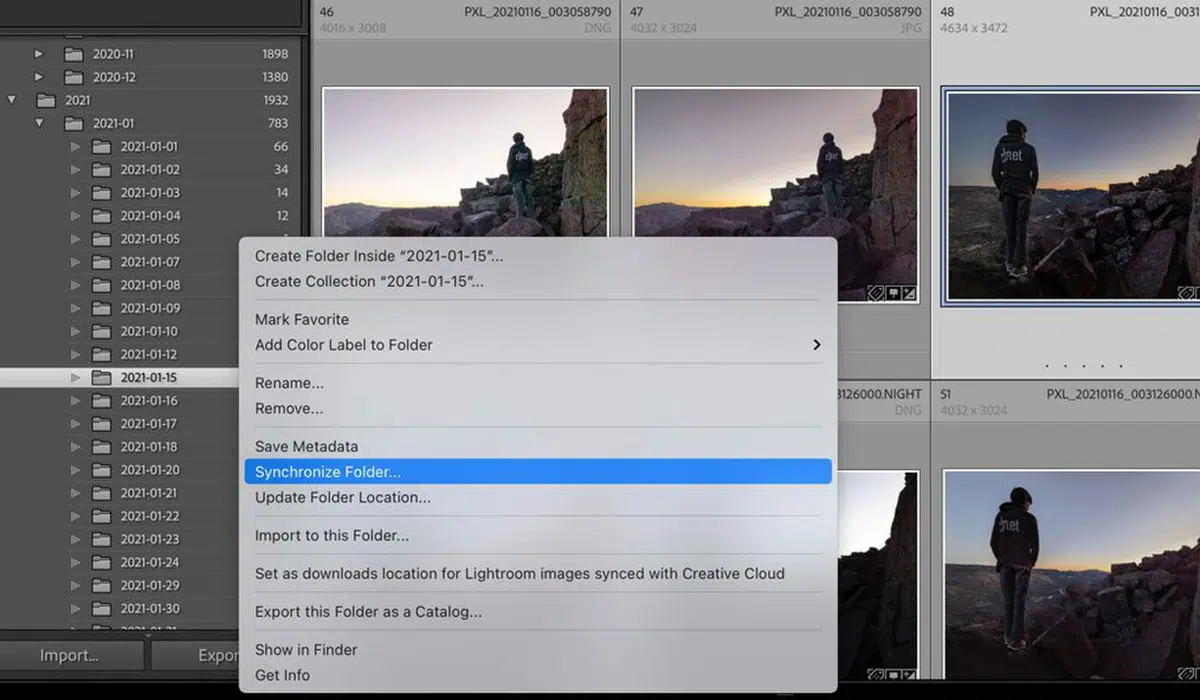 2020-11 1898
2020-12 1380
2021 1932
2021-01 783
2021-01-01 66
2021-01-02 34
2021-01-03 14
2021-01-04 12
2021-01-05
2021-01-07
2021-01-08
2021-01-09
2021-01-10
2021-01-12
2021-01-15
2021-01-16
2021-01-17
2021-01-18
2021-01-20
2021-01-21
2021-01-22
2021-01-23
2021-01-24
2021-01-29
2021-01-30
Import...
Expor
46 PXL_20210116_003058790
4016 x 3008 DNG
47 PXL_20210116_003058790
4032 x 3024 JPG
48 PXL_20210116_0031
4634 x 3472
cnet
cnet
cnet
Create Folder Inside “2021-01-15”...
Create Collection “2021-01-15”...
Mark Favorite
Add Color Label to Folder
Rename...
Remove...
Save Metadata
Synchronize Folder...
Update Folder Location...
Import to this Folder...
Set as downloads location for Lightroom images synced with Creative Cloud
Export this Folder as a Catalog...
Show in Finder
Get Info
3126000.NIGHT
DNG
51 PXL_20210116_003126000.N
4032 x 3024
cnet